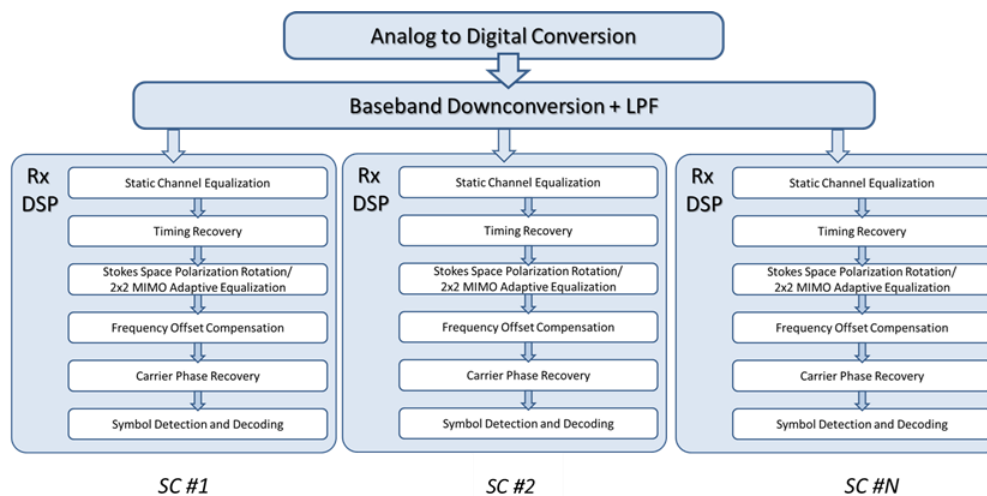 Analog to Digital Conversion
Baseband Downconversion + LPF
Rx
DSP
Static Channel Equalization
Timing Recovery
Stokes Space Polarization Rotation/
2x2 MIMO Adaptive Equalization
Frequency Offset Compensation
Carrier Phase Recovery
Symbol Detection and Decoding
SC #1
Rx
DSP
Static Channel Equalization
Timing Recovery
Stokes Space Polarization Rotation/
2x2 MIMO Adaptive Equalization
Frequency Offset Compensation
Carrier Phase Recovery
Symbol Detection and Decoding
SC #2
Rx
DSP
Static Channel Equalization
Timing Recovery
Stokes Space Polarization Rotation/
2x2 MIMO Adaptive Equalization
Frequency Offset Compensation
Carrier Phase Recovery
Symbol Detection and Decoding
SC #N